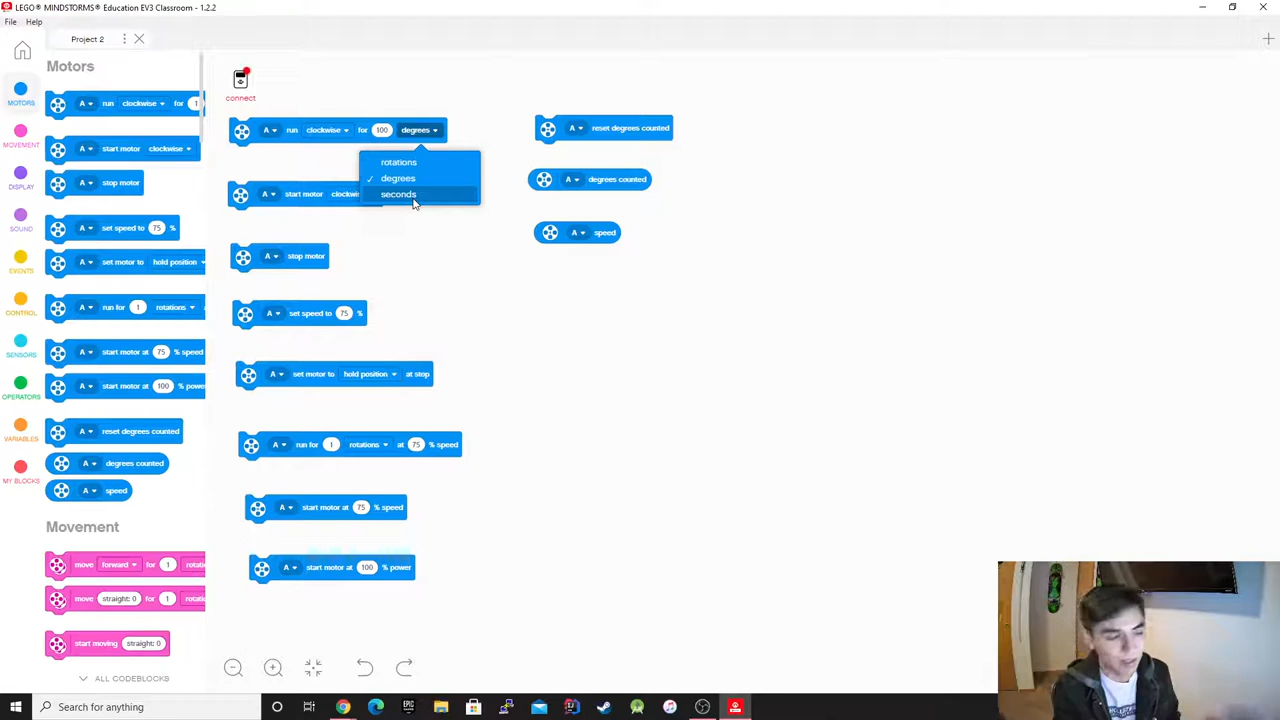 LEGO® MINDSTORMS® Education EV3 Classroom - 1.2.2
File Help
Project 2
Motors
connect
MOTORS
MOVEMENT
DISPLAY
SOUND
EVENTS
CONTROL
SENSORS
OPERATORS
VARIABLES
MY BLOCKS
A run clockwise for 1
A start motor clockwise
A stop motor
A set speed to 75 %
A set motor to hold position
A run for 1 rotations
A start motor at 75 % speed
A start motor at 100 % power
A reset degrees counted
A degrees counted
A speed
Movement
move forward for 1 rotati
move straight: 0 for 1 rotati
start moving straight: 0
ALL CODEBLOCKS
A run clockwise for 100 degrees
rotations
degrees
seconds
A start motor clockwi
A stop motor
A set speed to 75 %
A set motor to hold position at stop
A run for 1 rotations at 75 % speed
A start motor at 75 % speed
A start motor at 100 % power
A reset degrees counted
A degrees counted
A speed
Search for anything
EPIC